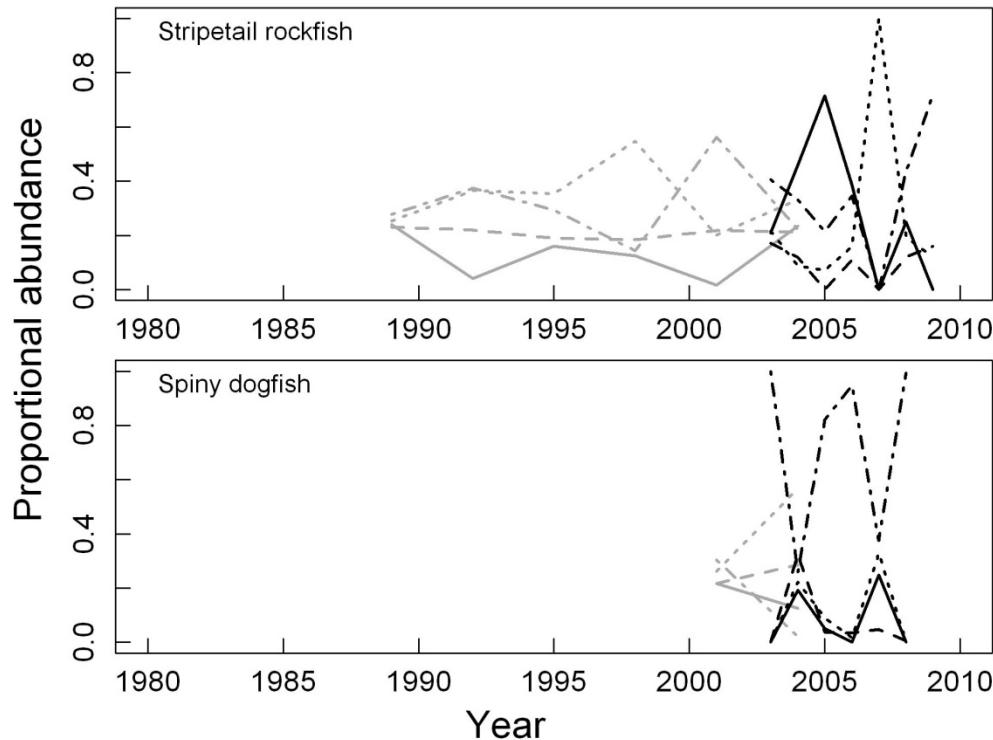 Proportional abundance
Stripetail rockfish
0.8
0.4
0.0
1980 1985 1990 1995 2000 2005 2010
Spiny dogfish
0.8
0.4
0.0
1980 1985 1990 1995 2000 2005 2010
Year